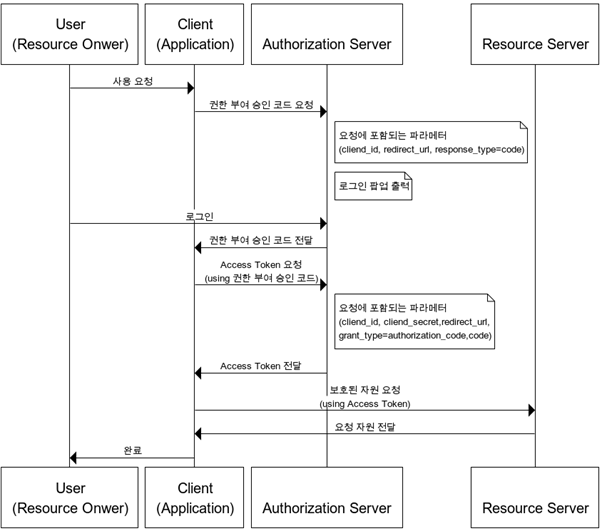 User
(Resource Onwer)
Client
(Application)
Authorization Server
Resource Server
사용 요청
권한 부여 승인 코드 요청
요청에 포함되는 파라메터
(cliend_id, redirect_url, response_type=code)
로그인 팝업 출력
로그인
권한 부여 승인 코드 전달
Access Token 요청
(using 권한 부여 승인 코드)
요청에 포함되는 파라메터
(cliend_id, cliend_secret,redirect_url,
grant_type=authorization_code,code)
Access Token 전달
보호된 자원 요청
(using Access Token)
요청 자원 전달
완료
User
(Resource Onwer)
Client
(Application)
Authorization Server
Resource Server